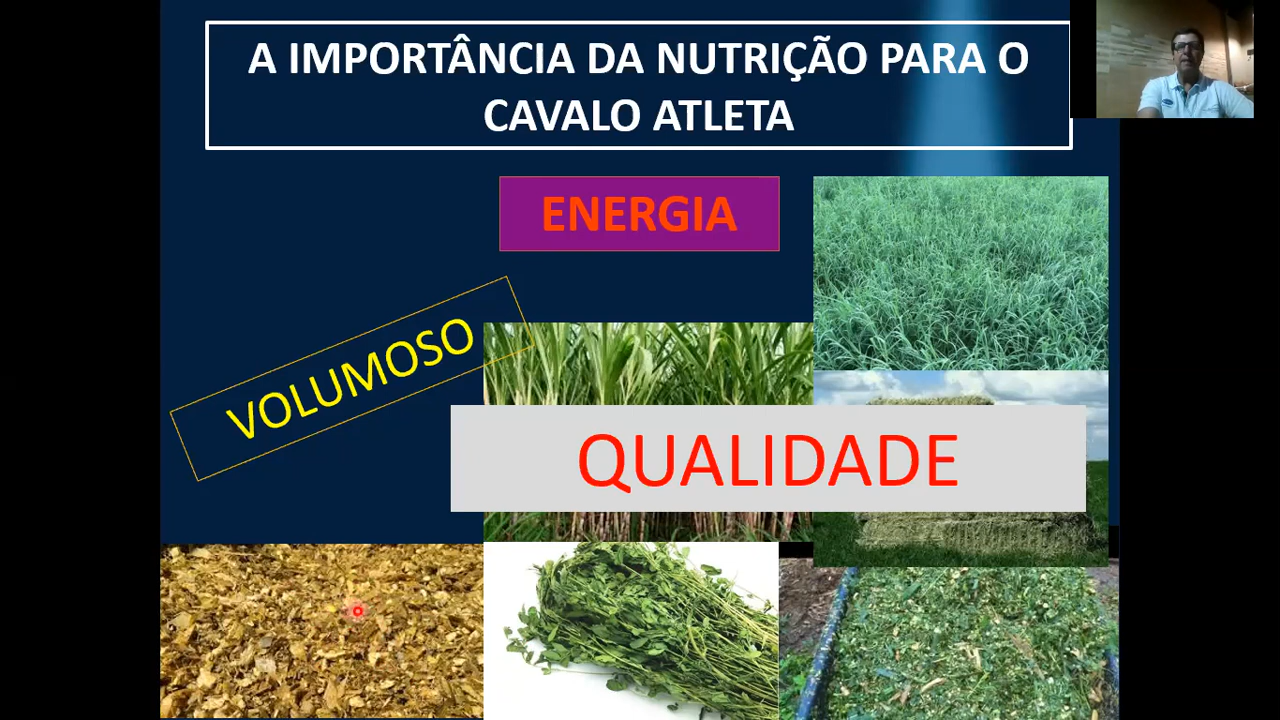 A IMPORTÂNCIA DA NUTRIÇÃO PARA O
CAVALO ATLETA
ENERGIA
VOLUMOSO
QUALIDADE